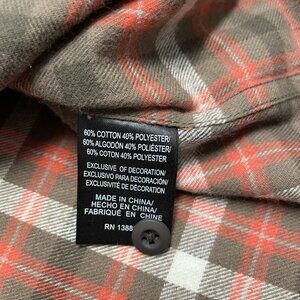 60% COTTON 40% POLYESTER/
60% ALGODÓN 40% POLIÉSTER/
60% COTON 40% POLYESTER
EXCLUSIVE OF DECORATION/
EXCLUSIVO PARA DECORACIÓN/
EXCLUSIVITÉ DE DÉCORATION
MADE IN CHINA/
HECHO EN CHINA/
FABRIQUÉ EN CHINE
RN